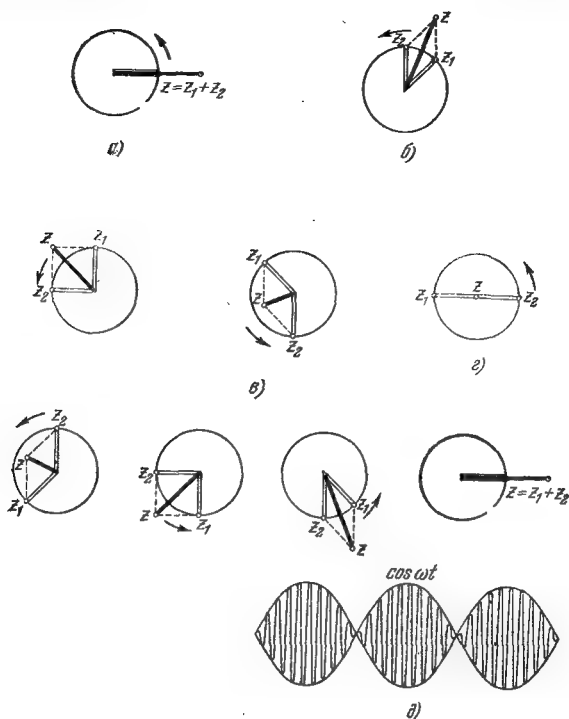 z = z₁ + z₂
а)
z₂
z
z₁
б)
z
z₁
z₂
z₁
z
z₂
в)
z₁
z
z₂
г)
z₂
z
z₁
z₂
z
z₁
z₂
z₁
z
z = z₁ + z₂
cos ωt
д)